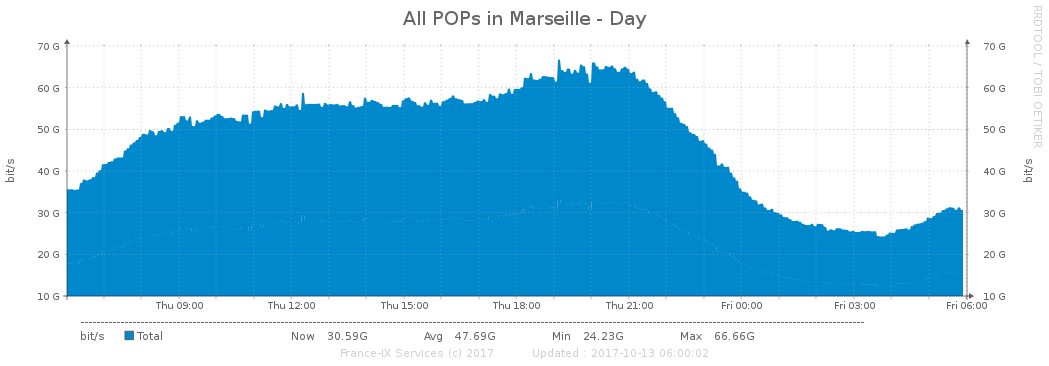 All POPs in Marseille - Day
RRDTOOL / TOBI OETIKER
70 G 70 G
60 G 60 G
50 G 50 G
40 G 40 G
30 G 30 G
20 G 20 G
10 G 10 G
bit/s
bit/s
Thu 09:00 Thu 12:00 Thu 15:00 Thu 18:00 Thu 21:00 Fri 00:00 Fri 03:00 Fri 06:00
bit/s Total Now 30.59G Avg 47.69G Min 24.23G Max 66.66G
France-IX Services (c) 2017 Updated : 2017-10-13 06:00:02